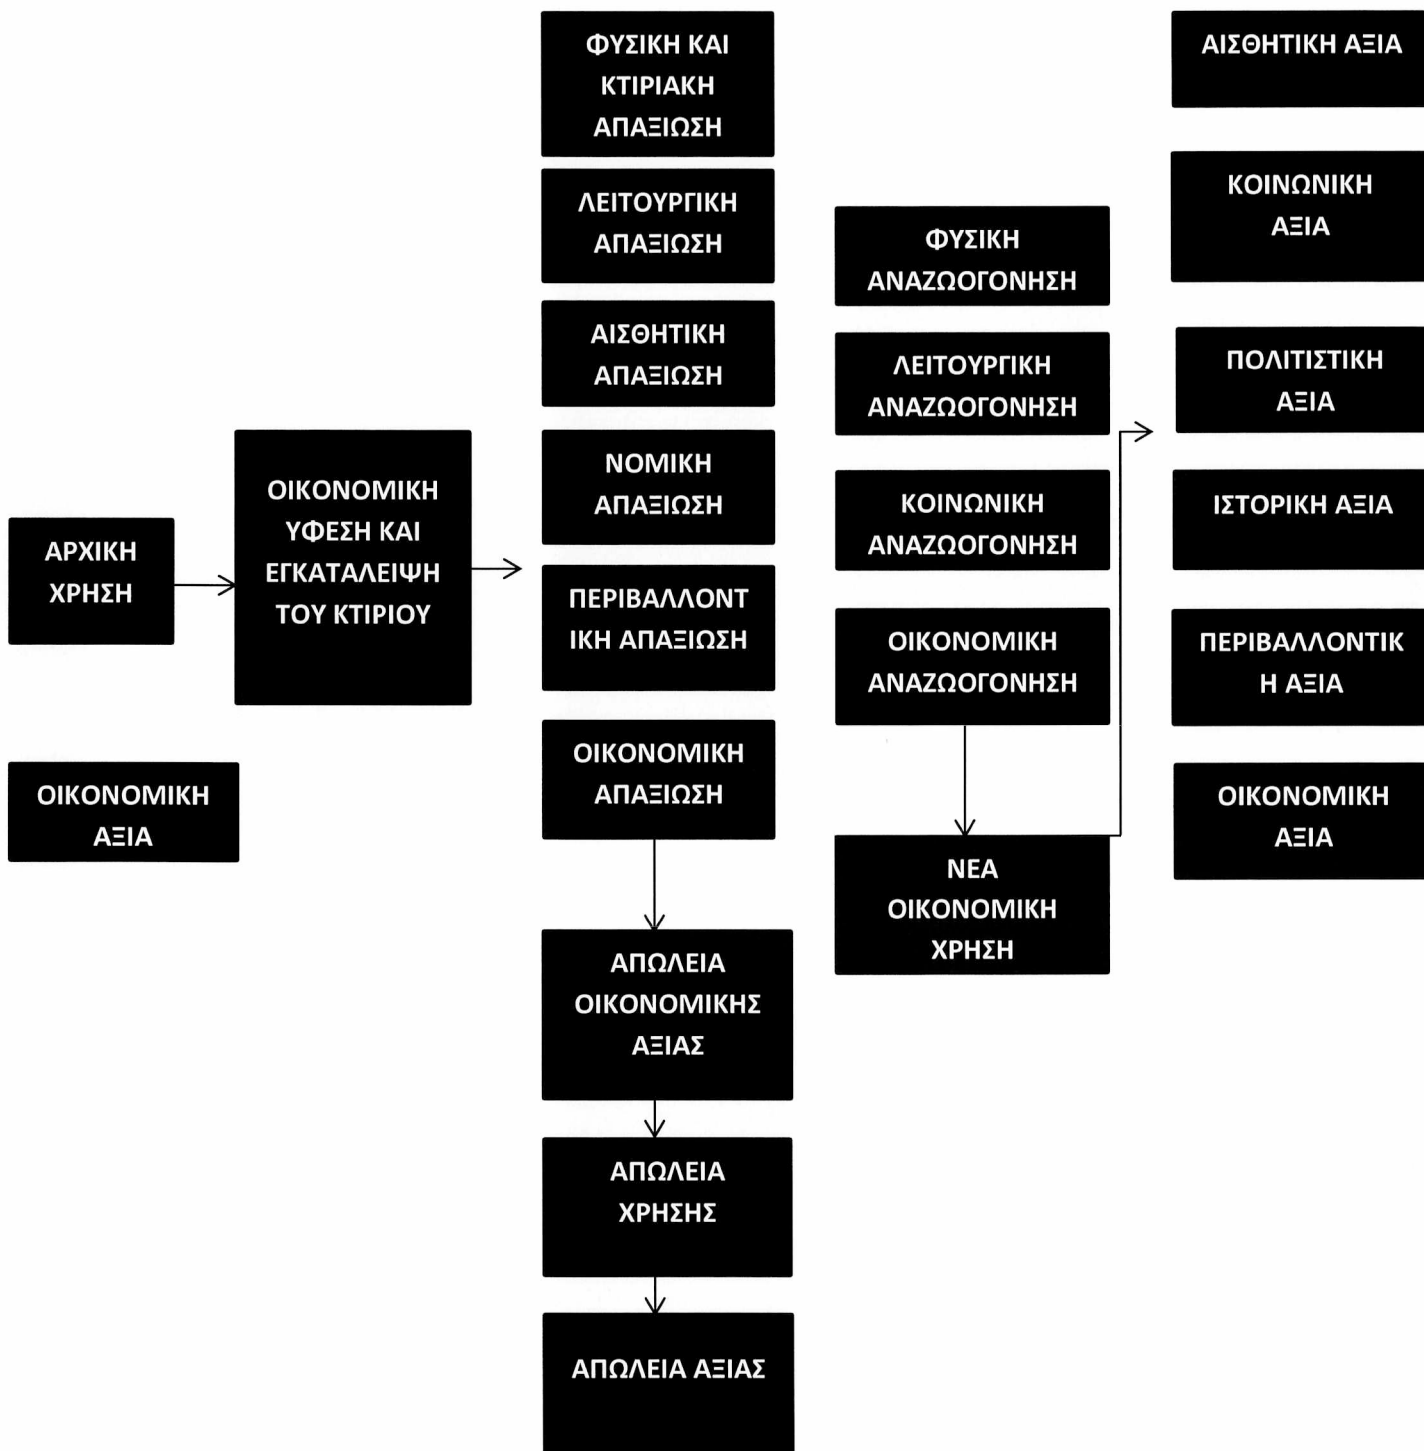 ΑΡΧΙΚΗ
ΧΡΗΣΗ
ΟΙΚΟΝΟΜΙΚΗ
ΑΞΙΑ
ΟΙΚΟΝΟΜΙΚΗ
ΥΦΕΣΗ ΚΑΙ
ΕΓΚΑΤΑΛΕΙΨΗ
ΤΟΥ ΚΤΙΡΙΟΥ
ΦΥΣΙΚΗ ΚΑΙ
ΚΤΙΡΙΑΚΗ
ΑΠΑΞΙΩΣΗ
ΛΕΙΤΟΥΡΓΙΚΗ
ΑΠΑΞΙΩΣΗ
ΑΙΣΘΗΤΙΚΗ
ΑΠΑΞΙΩΣΗ
ΝΟΜΙΚΗ
ΑΠΑΞΙΩΣΗ
ΠΕΡΙΒΑΛΛΟΝΤ
ΙΚΗ ΑΠΑΞΙΩΣΗ
ΟΙΚΟΝΟΜΙΚΗ
ΑΠΑΞΙΩΣΗ
ΑΠΩΛΕΙΑ
ΟΙΚΟΝΟΜΙΚΗΣ
ΑΞΙΑΣ
ΑΠΩΛΕΙΑ
ΧΡΗΣΗΣ
ΑΠΩΛΕΙΑ ΑΞΙΑΣ
ΦΥΣΙΚΗ
ΑΝΑΖΩΟΓΟΝΗΣΗ
ΛΕΙΤΟΥΡΓΙΚΗ
ΑΝΑΖΩΟΓΟΝΗΣΗ
ΚΟΙΝΩΝΙΚΗ
ΑΝΑΖΩΟΓΟΝΗΣΗ
ΟΙΚΟΝΟΜΙΚΗ
ΑΝΑΖΩΟΓΟΝΗΣΗ
ΝΕΑ
ΟΙΚΟΝΟΜΙΚΗ
ΧΡΗΣΗ
ΑΙΣΘΗΤΙΚΗ ΑΞΙΑ
ΚΟΙΝΩΝΙΚΗ
ΑΞΙΑ
ΠΟΛΙΤΙΣΤΙΚΗ
ΑΞΙΑ
ΙΣΤΟΡΙΚΗ ΑΞΙΑ
ΠΕΡΙΒΑΛΛΟΝΤΙΚ
Η ΑΞΙΑ
ΟΙΚΟΝΟΜΙΚΗ
ΑΞΙΑ